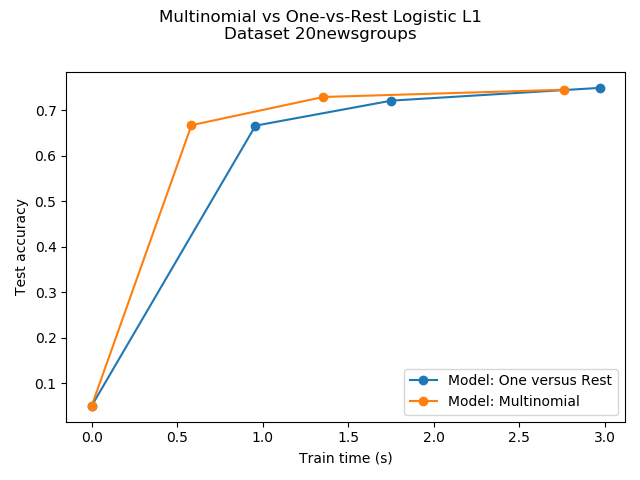 Multinomial vs One-vs-Rest Logistic L1
Dataset 20newsgroups
Test accuracy
0.7
0.6
0.5
0.4
0.3
0.2
0.1
Model: One versus Rest
Model: Multinomial
0.0 0.5 1.0 1.5 2.0 2.5 3.0
Train time (s)